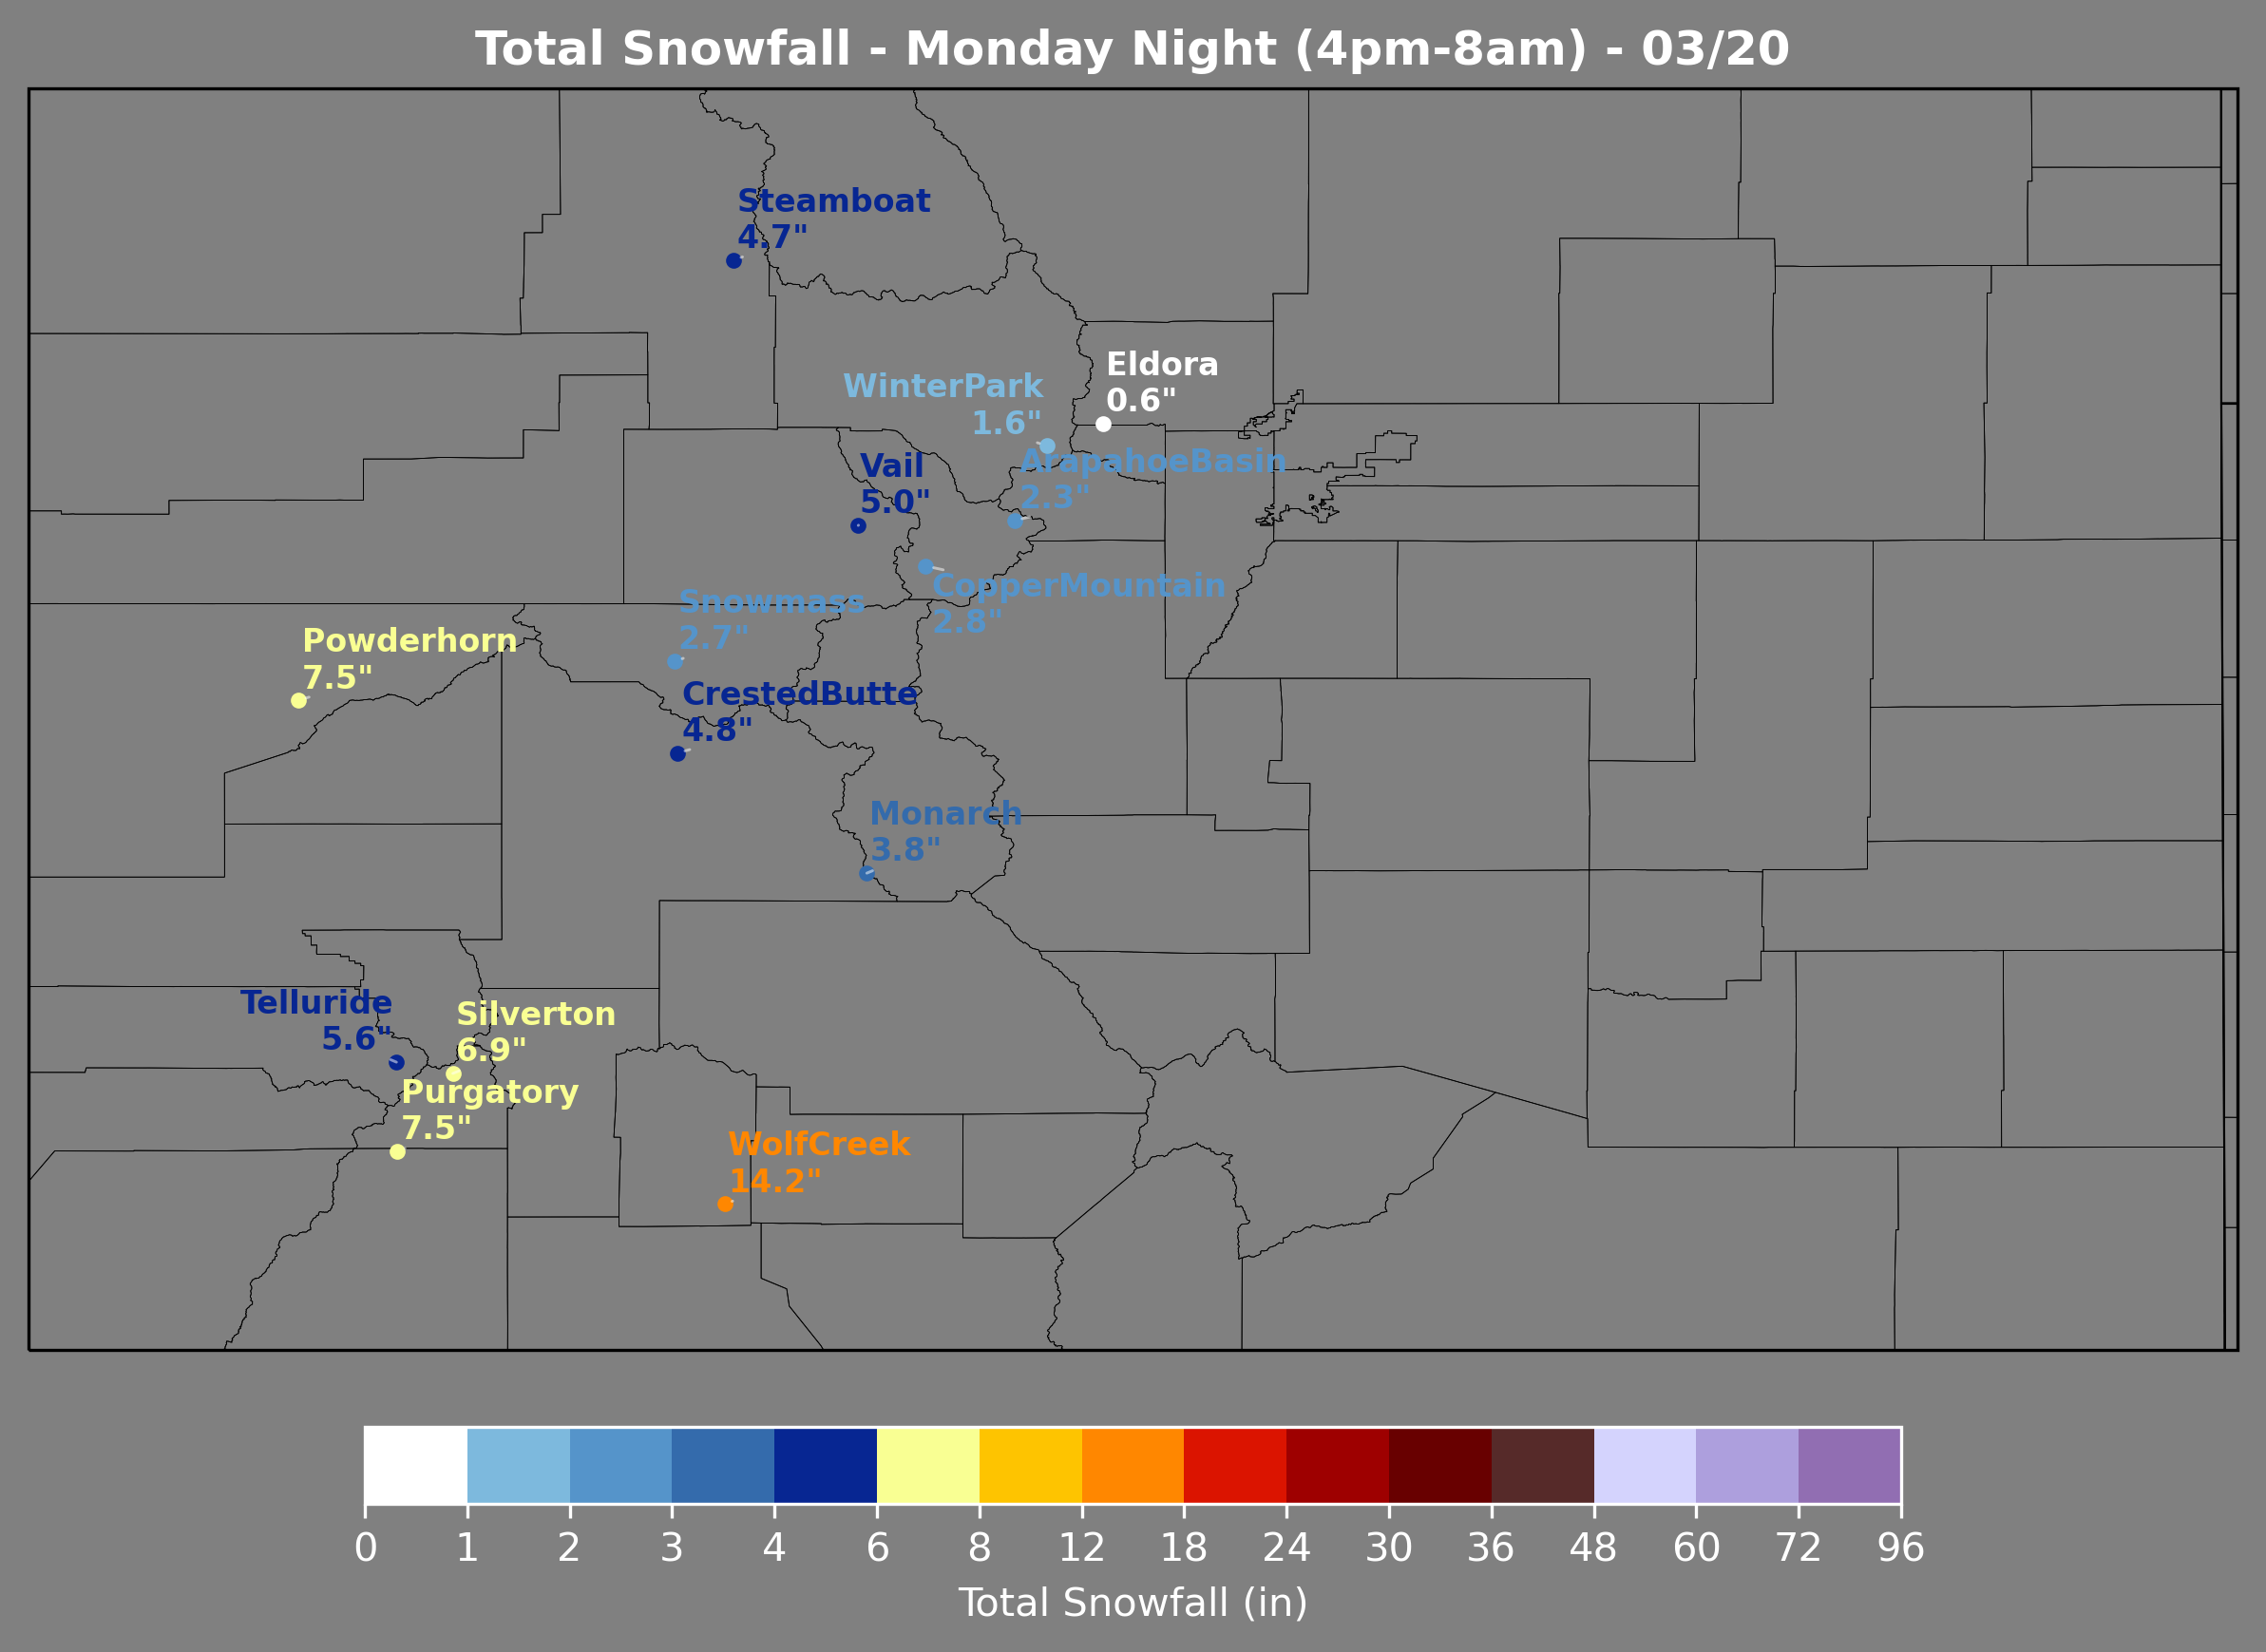 Total Snowfall - Monday Night (4pm-8am) - 03/20
Steamboat
4.7"
Eldora
0.6"
WinterPark
1.6"
Vail
5.0"
ArapahoeBasin
2.3"
CopperMountain
2.8"
Snowmass
2.7"
Powderhorn
7.5"
CrestedButte
4.8"
Monarch
3.8"
Telluride
5.6"
Silverton
6.9"
Purgatory
7.5"
WolfCreek
14.2"
0 1 2 3 4 6 8 12 18 24 30 36 48 60 72 96
Total Snowfall (in)